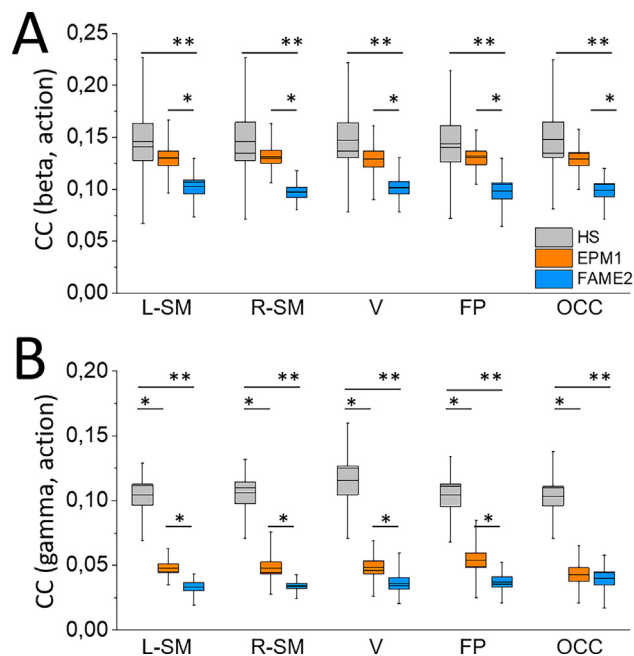 A
CC (beta, action)
0,25
0,20
0,15
0,10
0,05
0,00
** ** ** ** **
* * * * *
HS
EPM1
FAME2
L-SM R-SM V FP OCC
B
CC (gamma, action)
0,20
0,15
0,10
0,05
0,00
** ** ** ** **
* * * * *
* * * *
L-SM R-SM V FP OCC